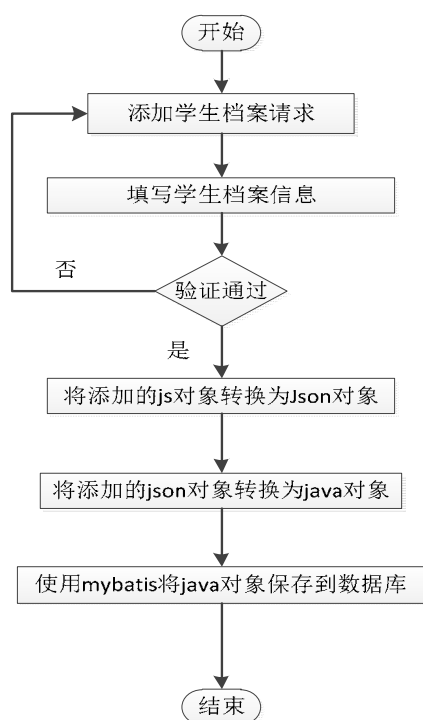 开始
添加学生档案请求
填写学生档案信息
否
验证通过
是
将添加的js对象转换为Json对象
将添加的json对象转换为java对象
使用mybatis将java对象保存到数据库
结束